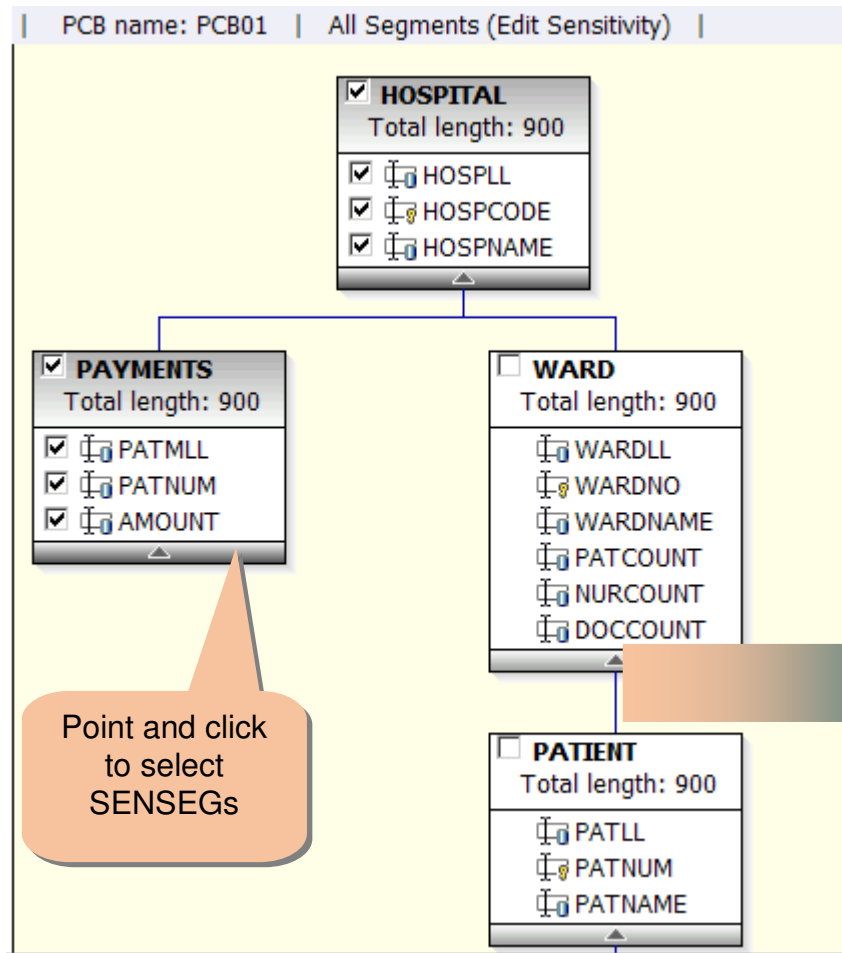 | PCB name: PCB01 | All Segments (Edit Sensitivity) |
HOSPITAL
Total length: 900
HOSPLL
HOSPCODE
HOSPNAME
PAYMENTS
Total length: 900
PATMLL
PATNUM
AMOUNT
WARD
Total length: 900
WARDLL
WARDNO
WARDNAME
PATCOUNT
NURCOUNT
DOCCOUNT
Point and click
to select
SENSEGs
PATIENT
Total length: 900
PATLL
PATNUM
PATNAME